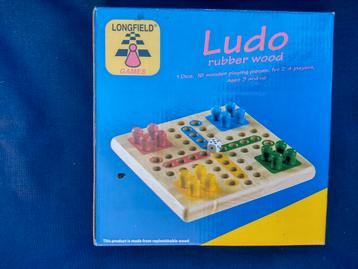 LONGFIELD®
GAMES
Ludo
rubber wood
1 Dice, 16 wooden playing pieces, for 2-4 players,
ages 3 and up
This product is made from replenishable wood